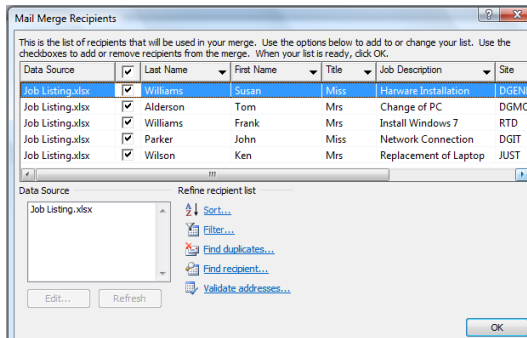 Mail Merge Recipients
This is the list of recipients that will be used in your merge. Use the options below to add to or change your list. Use the
checkboxes to add or remove recipients from the merge. When your list is ready, click OK.
Data Source Last Name First Name Title Job Description Site
Job Listing.xlsx Williams Susan Miss Harware Installation DGENE
Job Listing.xlsx Alderson Tom Mrs Change of PC DGMO
Job Listing.xlsx Williams Frank Mrs Install Windows 7 RTD
Job Listing.xlsx Parker John Miss Network Connection DGIT
Job Listing.xlsx Wilson Ken Mrs Replacement of Laptop JUST
Data Source Refine recipient list
Job Listing.xlsx
Sort...
Filter...
Find duplicates...
Find recipient...
Validate addresses...
Edit... Refresh
OK